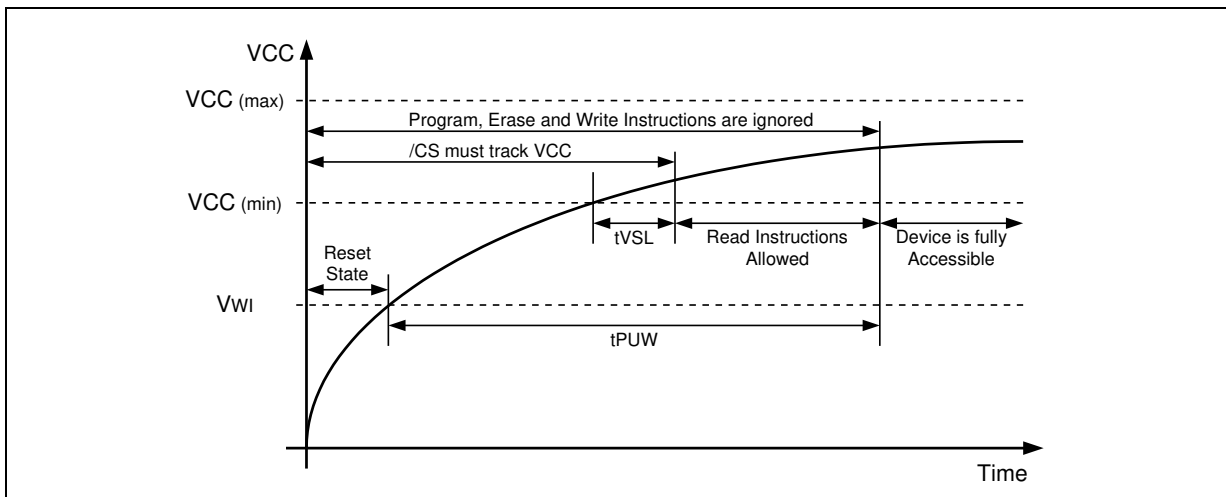 VCC
VCC (max)
Program, Erase and Write Instructions are ignored
/CS must track VCC
VCC (min)
tVSL
Read Instructions
Allowed
Device is fully
Accessible
Reset
State
VWI
tPUW
Time